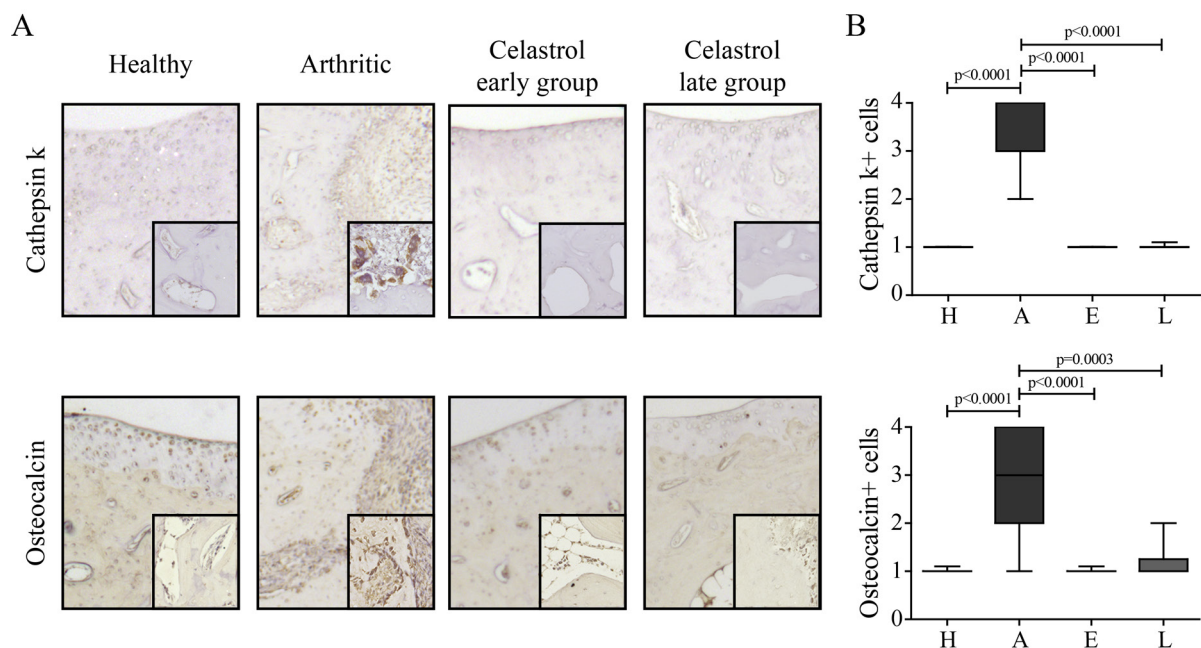 A
Healthy
Arthritic
Celastrol
early group
Celastrol
late group
Cathepsin k
Osteocalcin
B
p<0.0001
p<0.0001
p<0.0001
Cathepsin k+ cells
4
3
2
1
0
H A E L
p=0.0003
p<0.0001
p<0.0001
Osteocalcin+ cells
4
3
2
1
0
H A E L